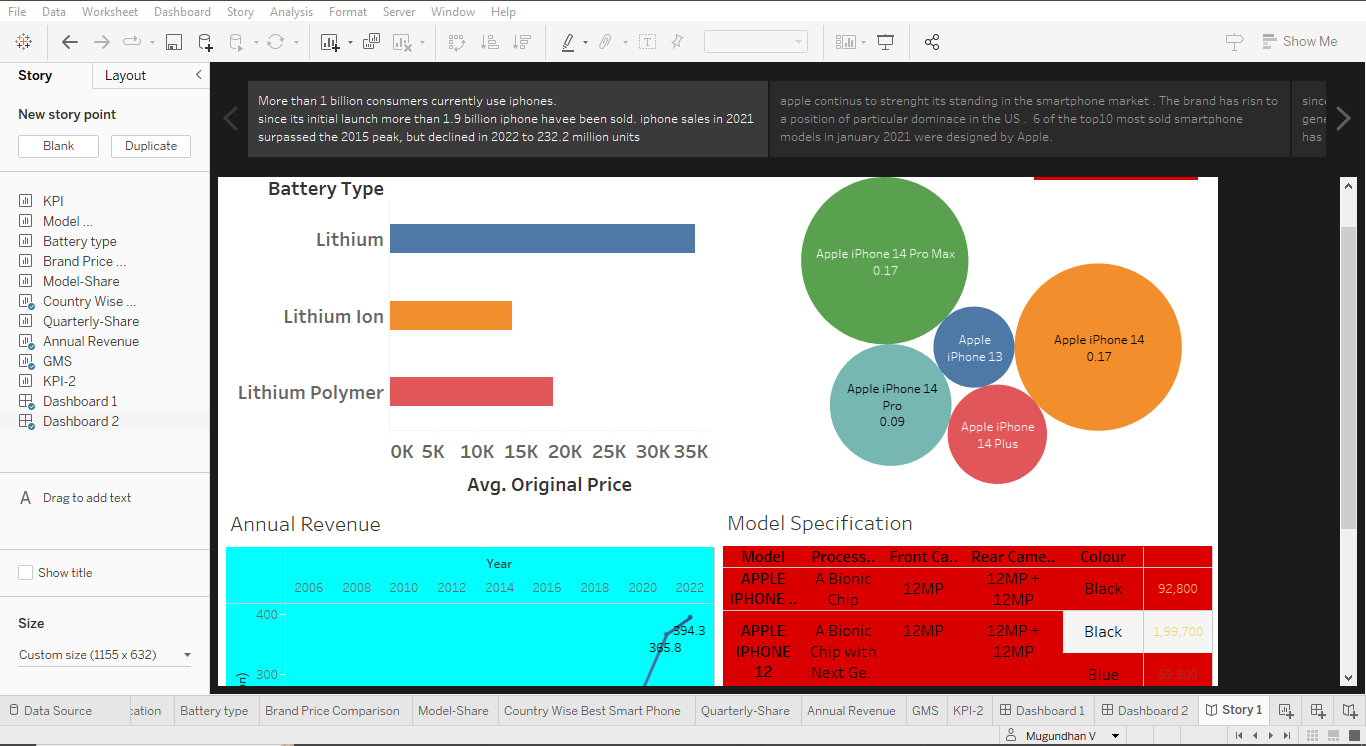 File Data Worksheet Dashboard Story Analysis Format Server Window Help
Show Me
Story Layout
New story point
Blank Duplicate
KPI
Model ...
Battery type
Brand Price ...
Model-Share
Country Wise ...
Quarterly-Share
Annual Revenue
GMS
KPI-2
Dashboard 1
Dashboard 2
A Drag to add text
Show title
Size
Custom size (1155 x 632)
More than 1 billion consumers currently use iphones.
since its initial launch more than 1.9 billion iphone havee been sold. iphone sales in 2021
surpassed the 2015 peak, but declined in 2022 to 232.2 million units
apple continus to strenght its standing in the smartphone market . The brand has risn to
a position of particular dominace in the US . 6 of the top10 most sold smartphone
models in january 2021 were designed by Apple.
has
Battery Type
Lithium
Lithium Ion
Lithium Polymer
0K 5K 10K 15K 20K 25K 30K 35K
Avg. Original Price
Apple iPhone 14 Pro Max
0.17
Apple
iPhone 13
Apple iPhone 14
0.17
Apple iPhone 14
Pro
0.09
Apple iPhone
14 Plus
Annual Revenue
Year
2006 2008 2010 2012 2014 2016 2018 2020 2022
400
394.3
365.8
300
Model Specification
Model Process.. Front Ca.. Rear Came.. Colour
APPLE
IPHONE ..
A Bionic
Chip
12MP
12MP +
12MP
Black
92,800
APPLE
IPHONE
12
A Bionic
Chip with
Next Ge..
12MP
12MP +
12MP
Black
1,99,700
Blue
59,900
Data Source Battery type Brand Price Comparison Model-Share Country Wise Best Smart Phone Quarterly-Share Annual Revenue GMS KPI-2 Dashboard 1 Dashboard 2 Story 1
Mugundhan V